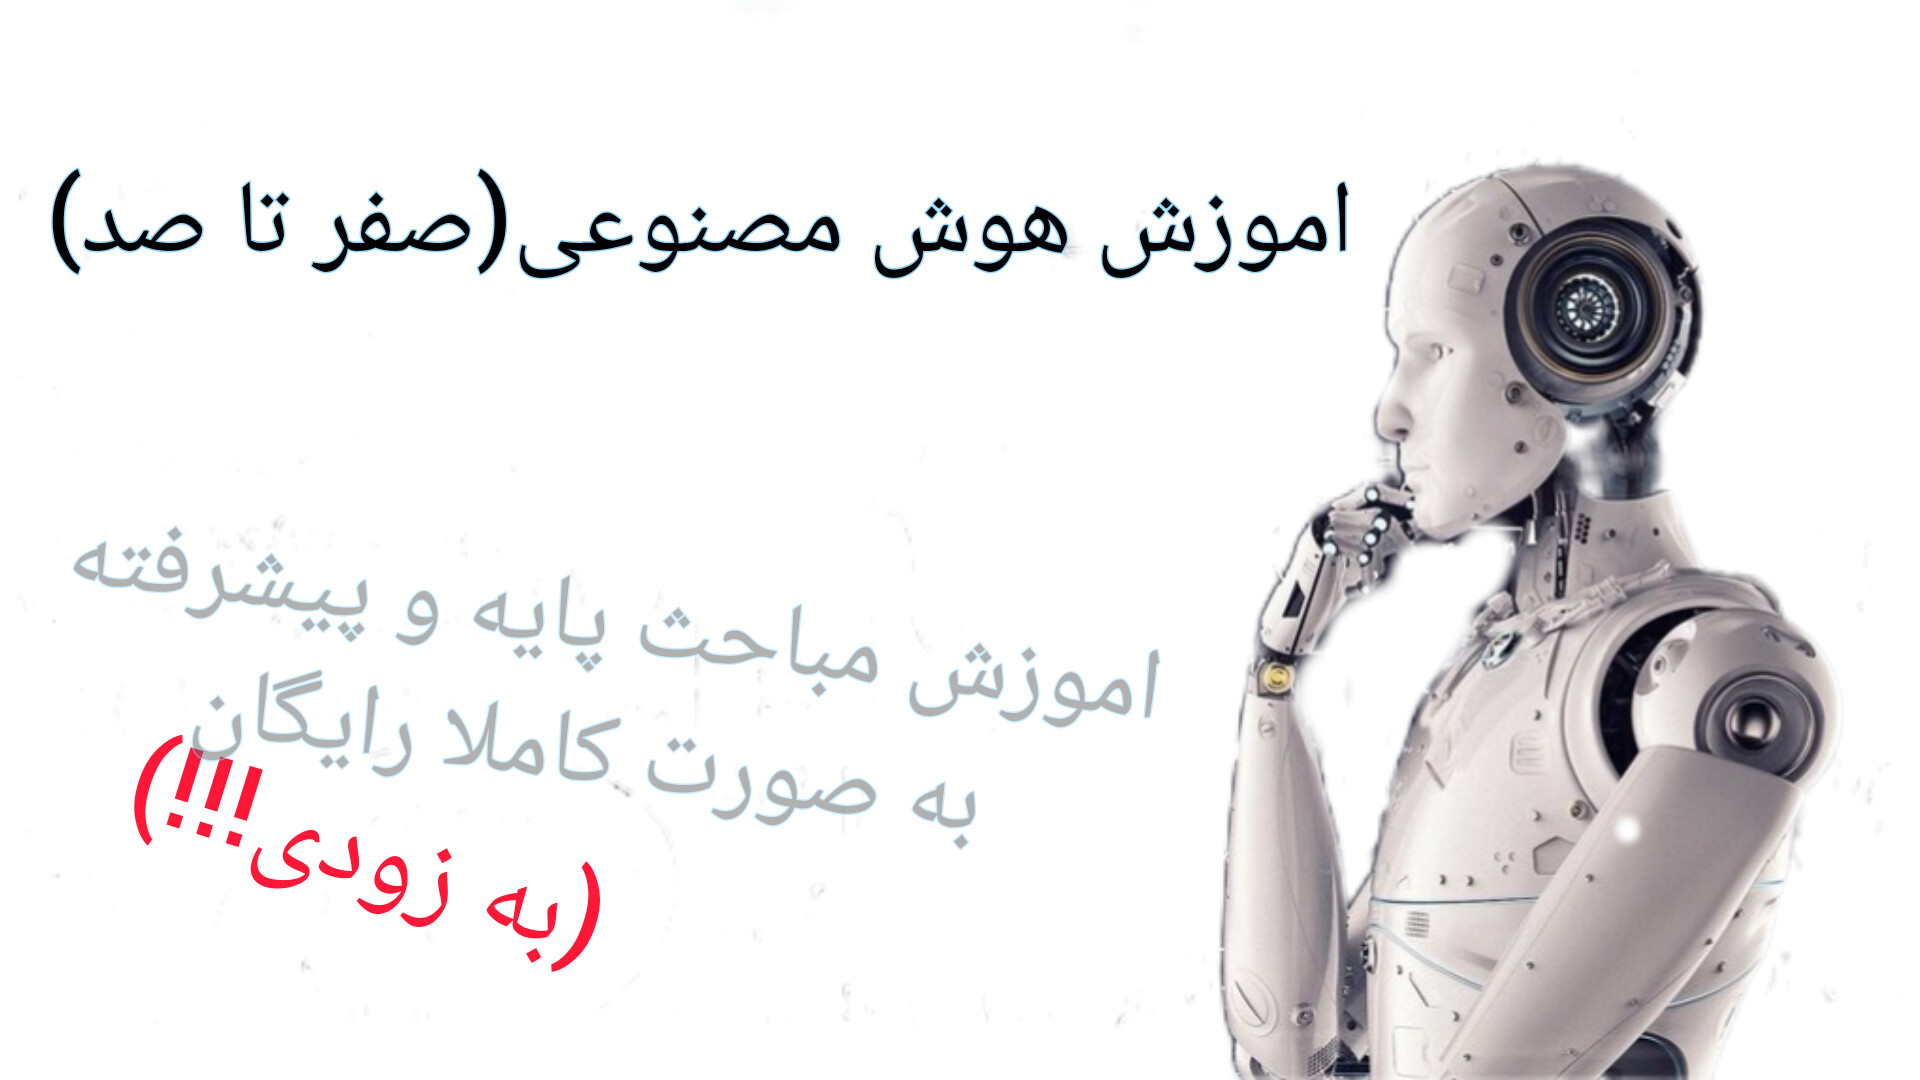 اموزش هوش مصنوعی(صفر تا صد)
اموزش مباحث پایه و پیشرفته
به صورت کاملا رایگان
(به زودی!!!)